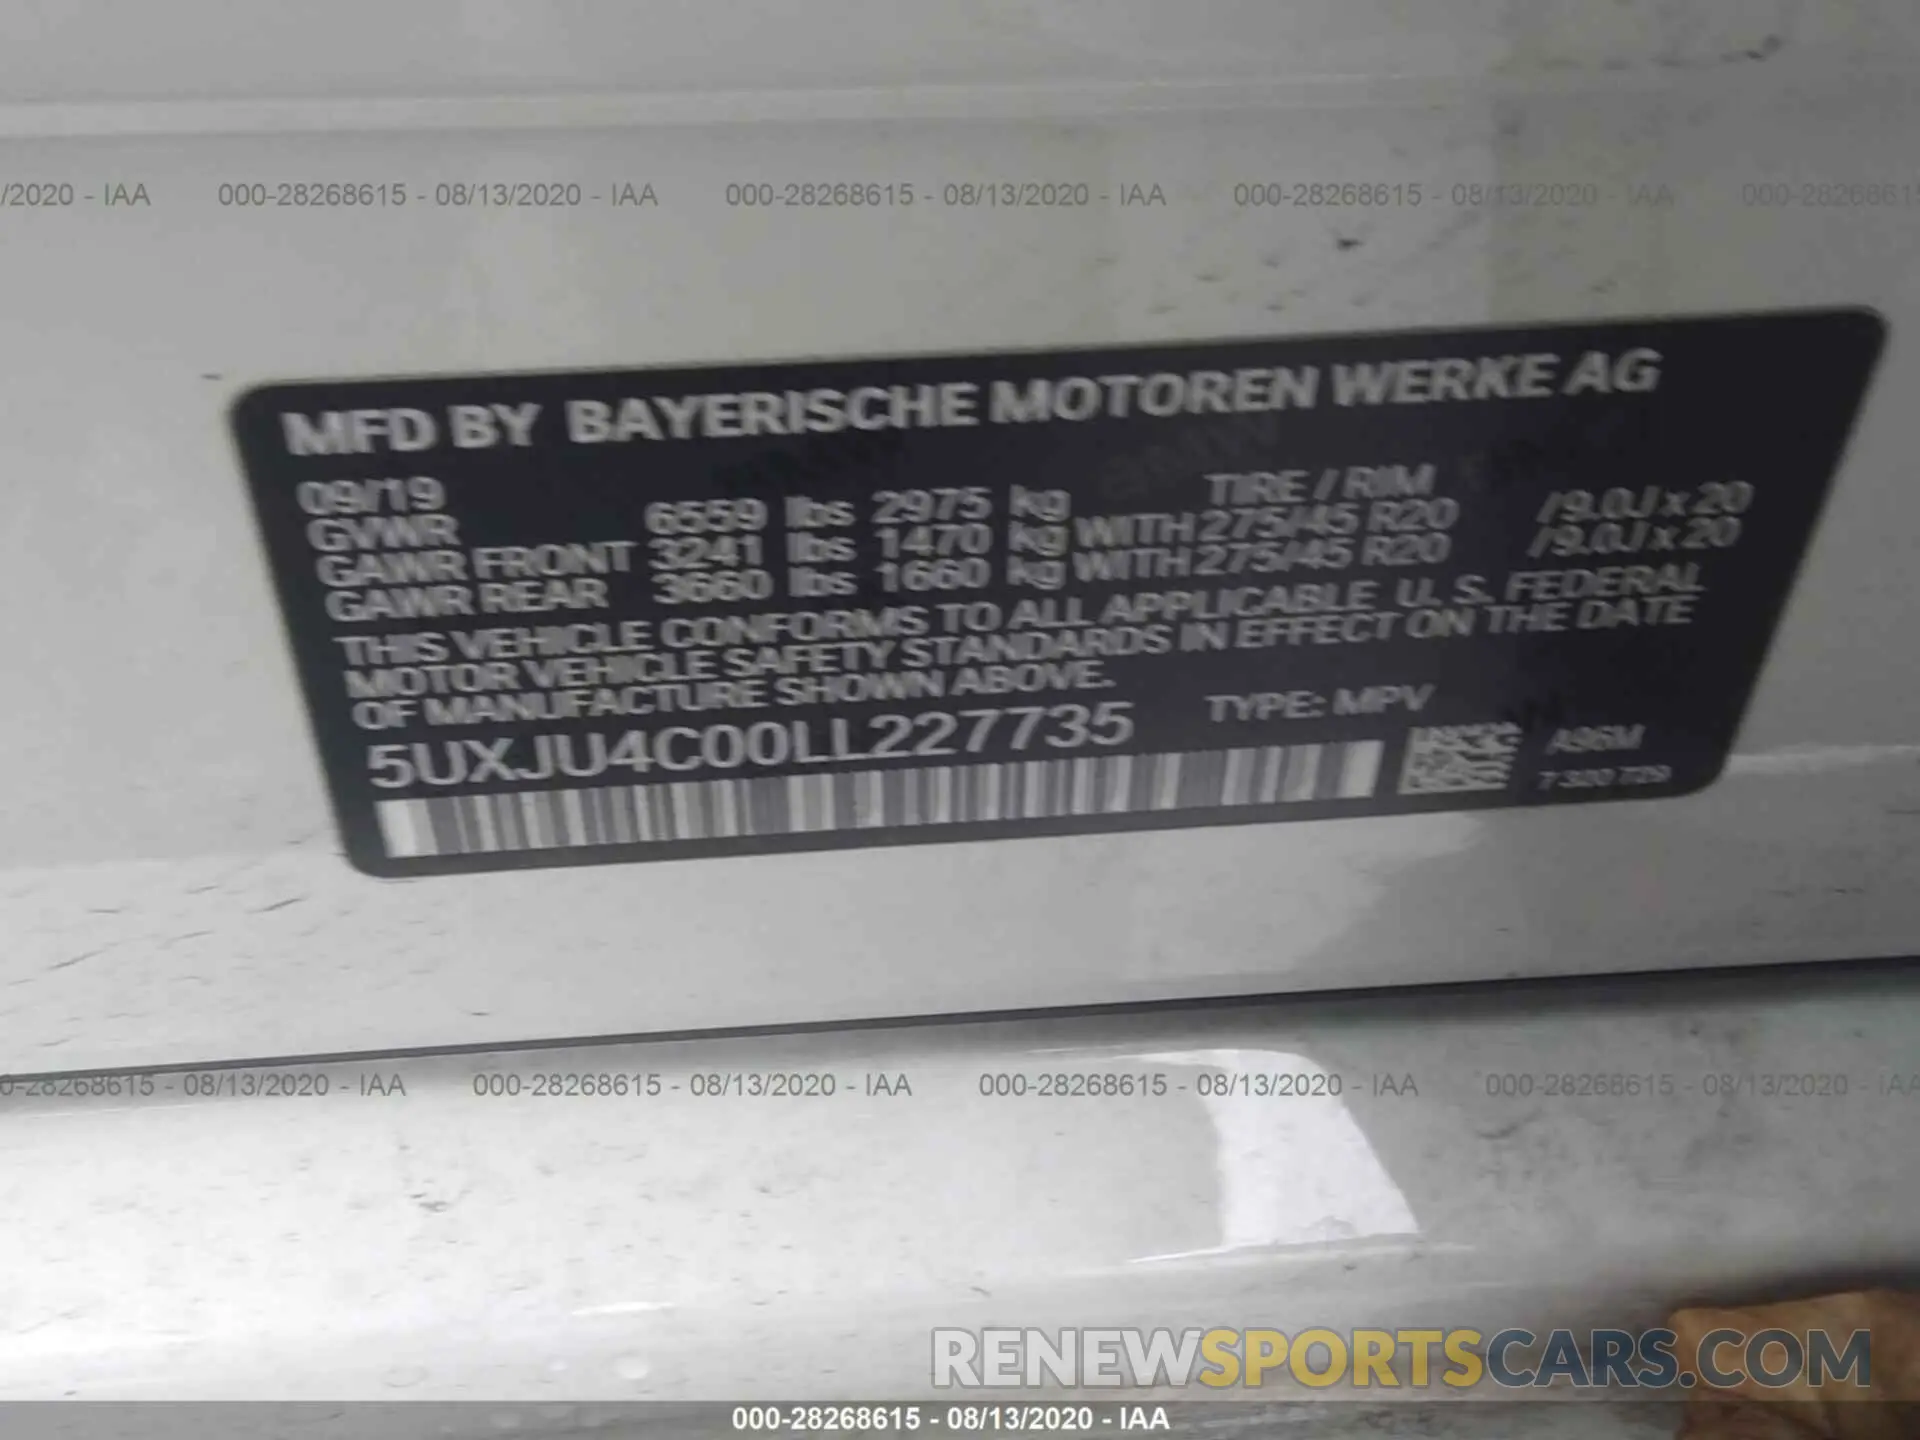 /2020 - IAA 000-28268615 - 08/13/2020 - IAA 000-28268615 - 08/13/2020 - IAA 000-28268615 - 08/13/2020 - IAA 000-2826861
MFD BY BAYERISCHE MOTOREN WERKE AG
09/19 TIRE / RIM
GVWR 6559 lbs 2975 kg
GAWR FRONT 3241 lbs 1470 kg WITH 275/45 R20 /9.0J x 20
GAWR REAR 3660 lbs 1660 kg WITH 275/45 R20 /9.0J x 20
THIS VEHICLE CONFORMS TO ALL APPLICABLE U. S. FEDERAL
MOTOR VEHICLE SAFETY STANDARDS IN EFFECT ON THE DATE
OF MANUFACTURE SHOWN ABOVE.
5UXJU4C00LL227735 TYPE: MPV
A96M
7 300 709
0-28268615 - 08/13/2020 - IAA 000-28268615 - 08/13/2020 - IAA 000-28268615 - 08/13/2020 - IAA 000-28268615 - 08/13/2020 - IAA
RENEWSPORTSCARS.COM
000-28268615 - 08/13/2020 - IAA